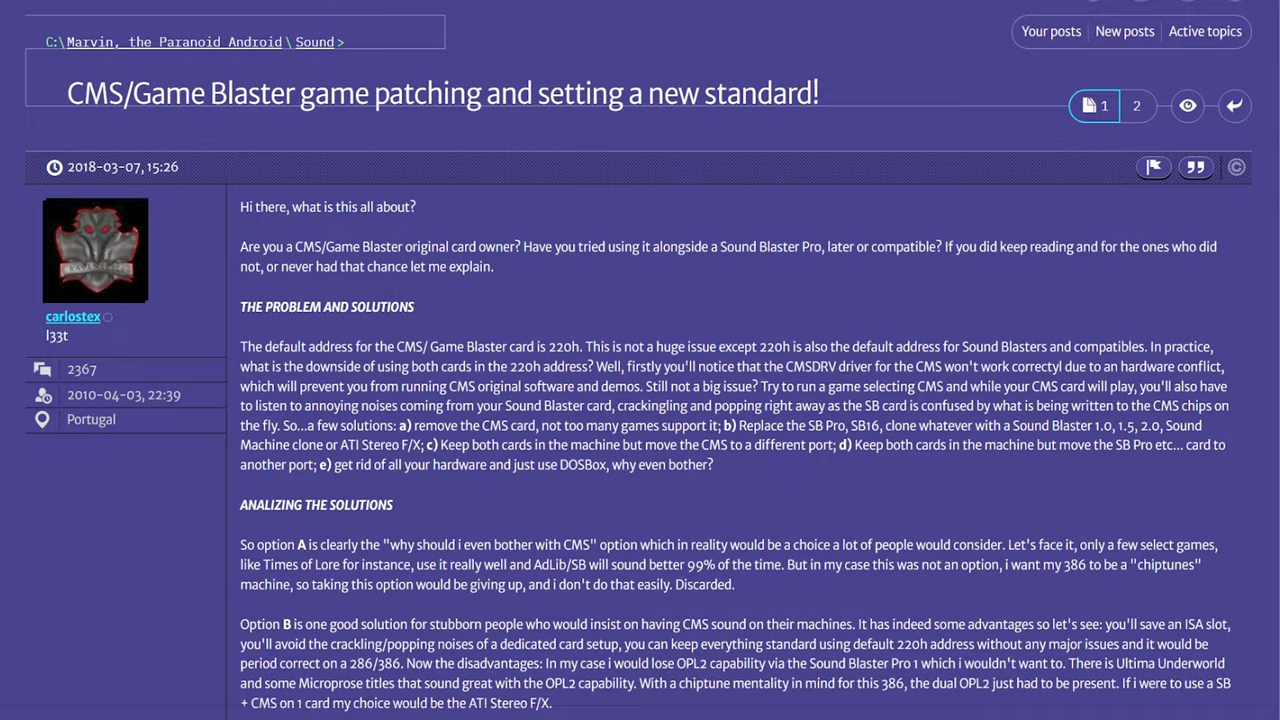 Your posts New posts Active topics
C:\Marvin, the Paranoid Android\Sound>
CMS/Game Blaster game patching and setting a new standard!
1 2
2018-03-07, 15:26
Hi there, what is this all about?
Are you a CMS/Game Blaster original card owner? Have you tried using it alongside a Sound Blaster Pro, later or compatible? If you did keep reading and for the ones who did
not, or never had that chance let me explain.
THE PROBLEM AND SOLUTIONS
carlostex
l33t
2367
2010-04-03, 22:39
Portugal
The default address for the CMS/ Game Blaster card is 220h. This is not a huge issue except 220h is also the default address for Sound Blasters and compatibles. In practice,
what is the downside of using both cards in the 220h address? Well, firstly you'll notice that the CMSDRV driver for the CMS won't work correctyl due to an hardware conflict,
which will prevent you from running CMS original software and demos. Still not a big issue? Try to run a game selecting CMS and while your CMS card will play, you'll also have
to listen to annoying noises coming from your Sound Blaster card, crackingling and popping right away as the SB card is confused by what is being written to the CMS chips on
the fly. So...a few solutions: a) remove the CMS card, not too many games support it; b) Replace the SB Pro, SB16, clone whatever with a Sound Blaster 1.0, 1.5, 2.0, Sound
Machine clone or ATI Stereo F/X; c) Keep both cards in the machine but move the CMS to a different port; d) Keep both cards in the machine but move the SB Pro etc... card to
another port; e) get rid of all your hardware and just use DOSBox, why even bother?
ANALIZING THE SOLUTIONS
So option A is clearly the "why should i even bother with CMS" option which in reality would be a choice a lot of people would consider. Let's face it, only a few select games,
like Times of Lore for instance, use it really well and AdLib/SB will sound better 99% of the time. But in my case this was not an option, i want my 386 to be a "chiptunes"
machine, so taking this option would be giving up, and i don't do that easily. Discarded.
Option B is one good solution for stubborn people who would insist on having CMS sound on their machines. It has indeed some advantages so let's see: you'll save an ISA slot,
you'll avoid the crackling/popping noises of a dedicated card setup, you can keep everything standard using default 220h address without any major issues and it would be
period correct on a 286/386. Now the disadvantages: In my case i would lose OPL2 capability via the Sound Blaster Pro 1 which i wouldn't want to. There is Ultima Underworld
and some Microprose titles that sound great with the OPL2 capability. With a chiptune mentality in mind for this 386, the dual OPL2 just had to be present. If i were to use a SB
+ CMS on 1 card my choice would be the ATI Stereo F/X.